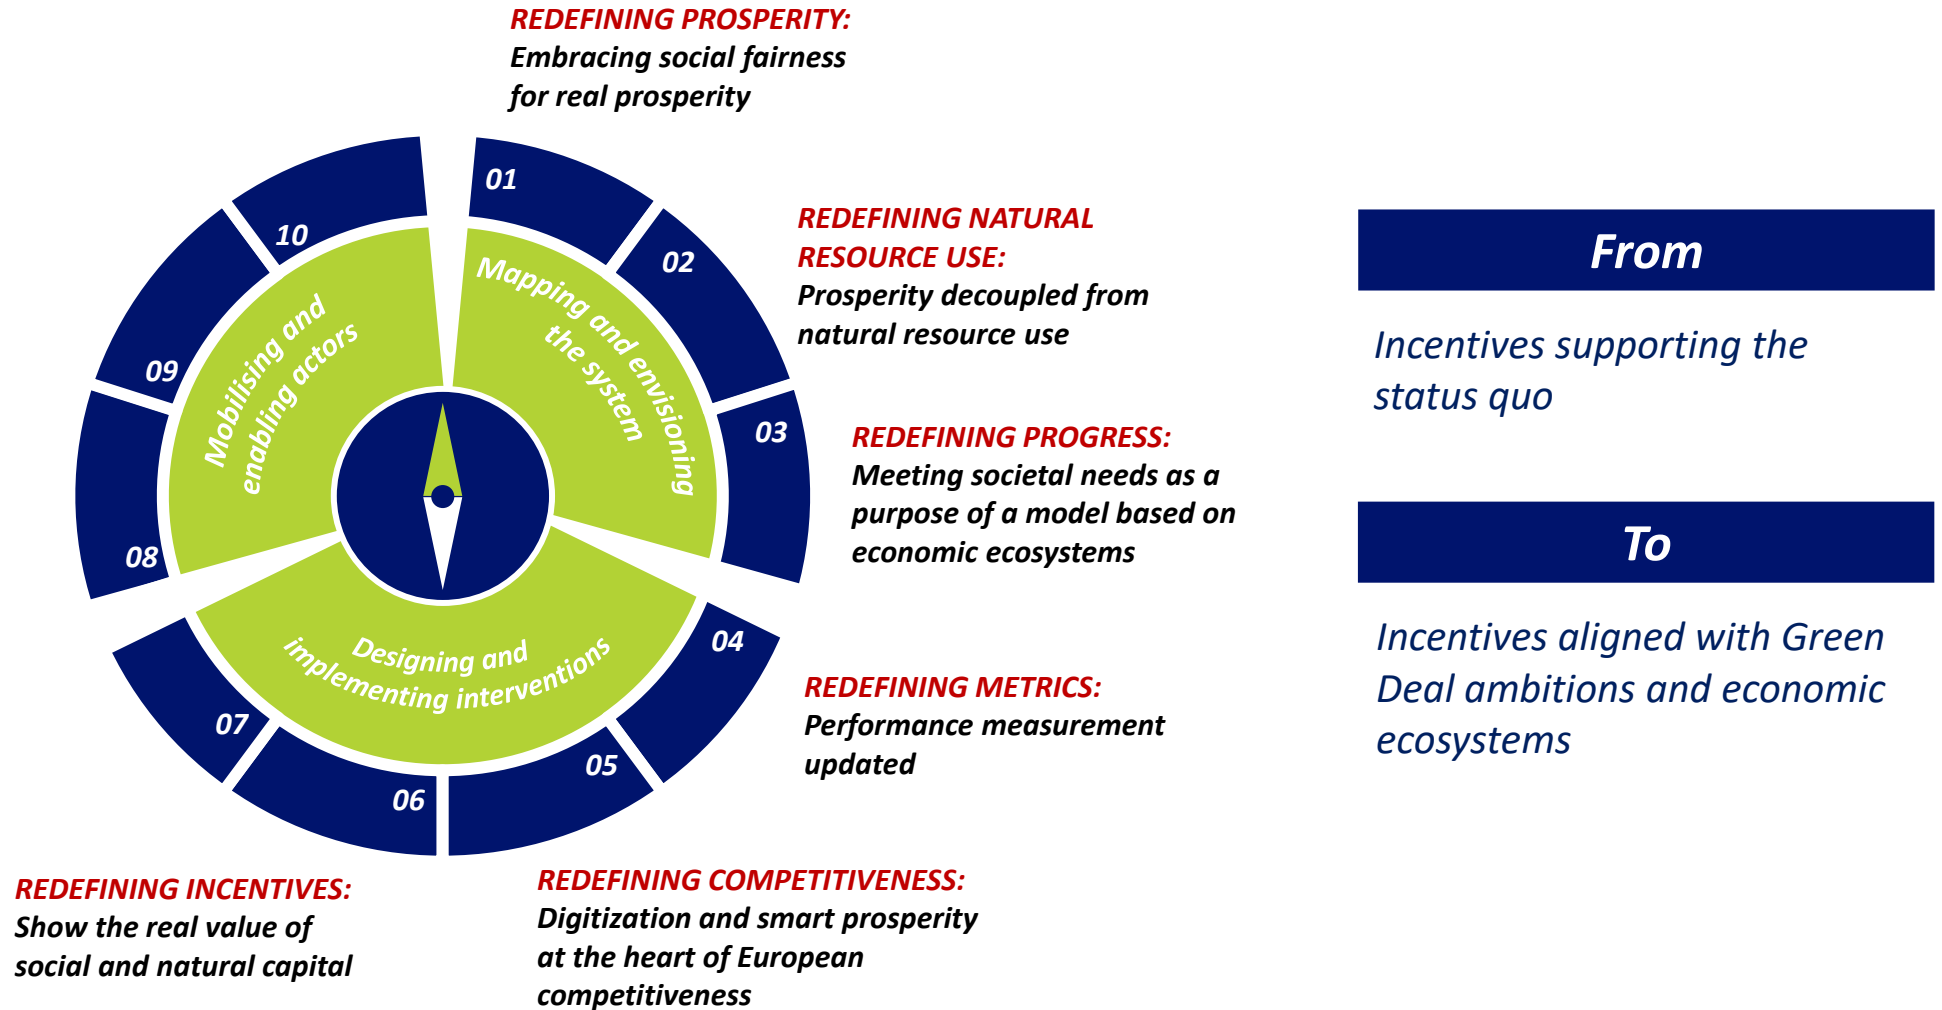 REDEFINING PROSPERITY:
Embracing social fairness
for real prosperity
01
02
03
04
05
06
07
08
09
10
Mapping and envisioning
the system
Designing and
implementing interventions
Mobilising and
enabling actors
REDEFINING NATURAL
RESOURCE USE:
Prosperity decoupled from
natural resource use
REDEFINING PROGRESS:
Meeting societal needs as a
purpose of a model based on
economic ecosystems
REDEFINING METRICS:
Performance measurement
updated
REDEFINING COMPETITIVENESS:
Digitization and smart prosperity
at the heart of European
competitiveness
REDEFINING INCENTIVES:
Show the real value of
social and natural capital
From
Incentives supporting the
status quo
To
Incentives aligned with Green
Deal ambitions and economic
ecosystems